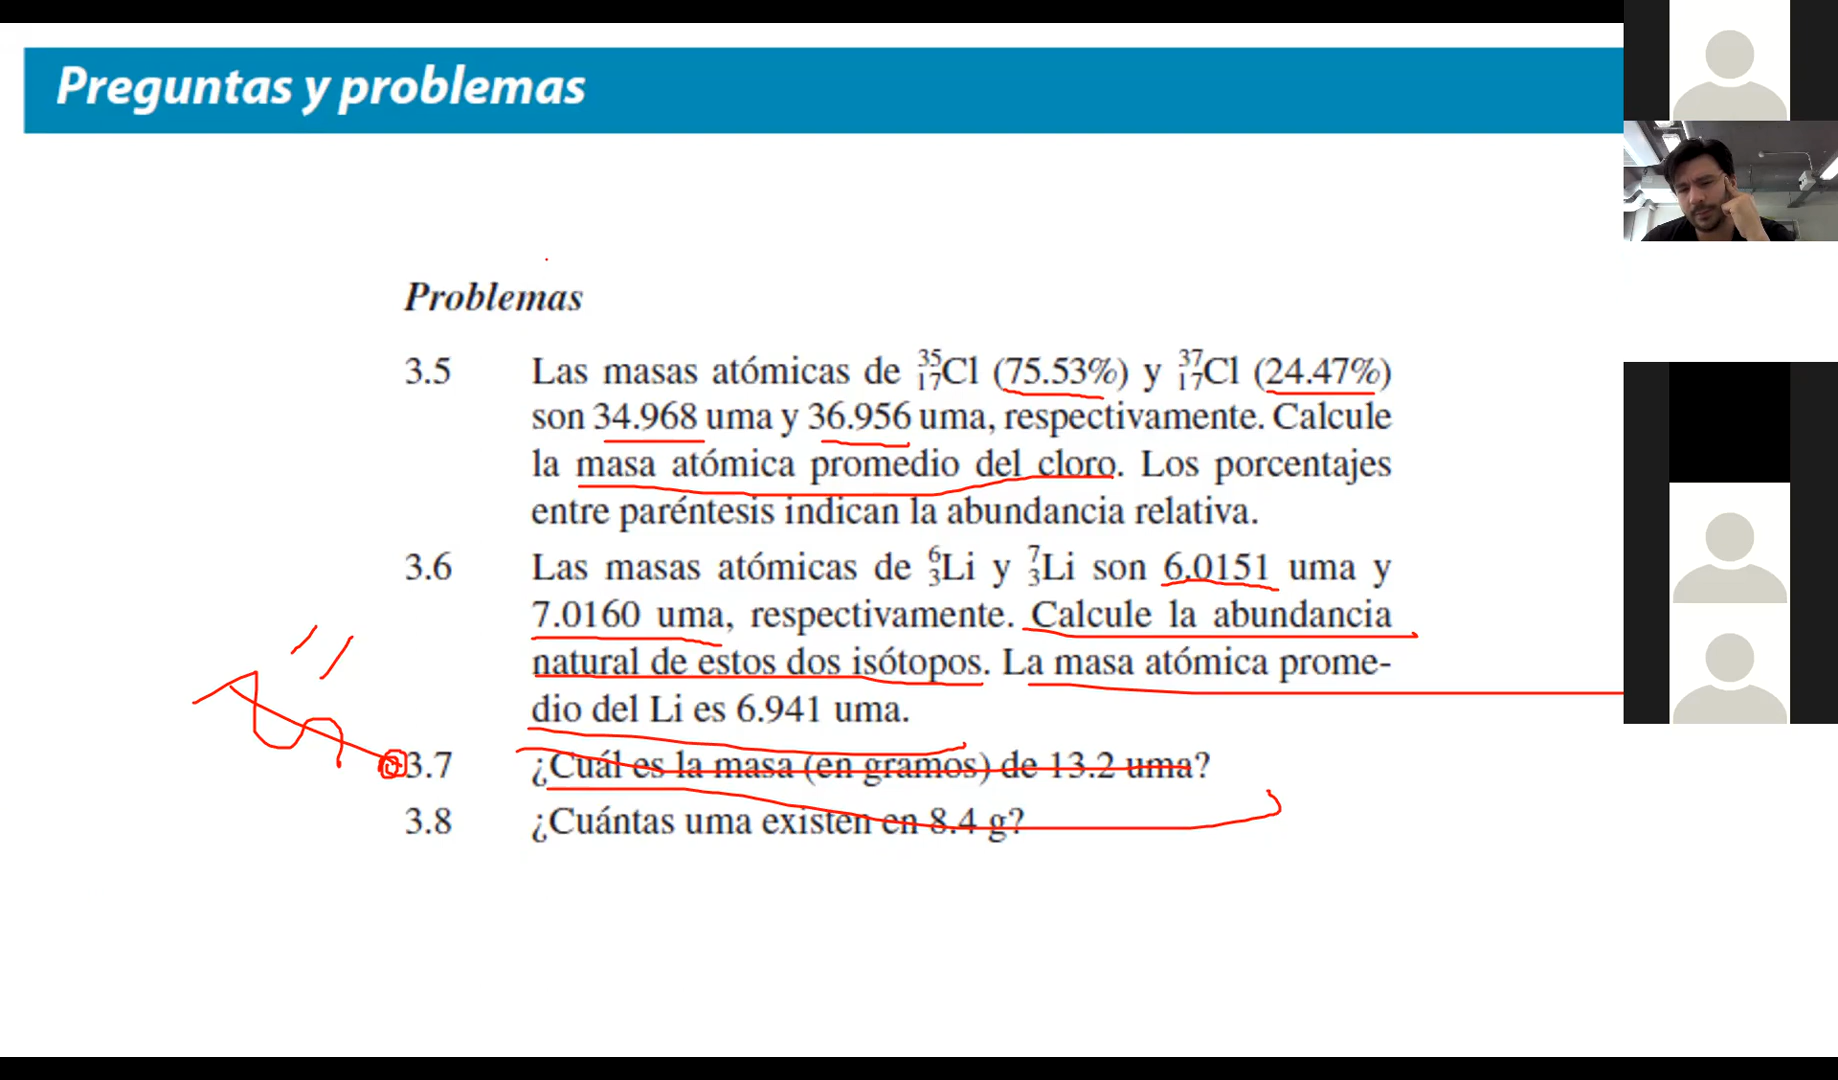 Preguntas y problemas
Problemas
3.5 Las masas atómicas de ³⁵₁₇Cl (75.53%) y ³⁷₁₇Cl (24.47%)
son 34.968 uma y 36.956 uma, respectivamente. Calcule
la masa atómica promedio del cloro. Los porcentajes
entre paréntesis indican la abundancia relativa.
3.6 Las masas atómicas de ⁶₃Li y ⁷₃Li son 6.0151 uma y
7.0160 uma, respectivamente. Calcule la abundancia
natural de estos dos isótopos. La masa atómica prome-
dio del Li es 6.941 uma.
3.7 ¿Cuál es la masa (en gramos) de 13.2 uma?
3.8 ¿Cuántas uma existen en 8.4 g?